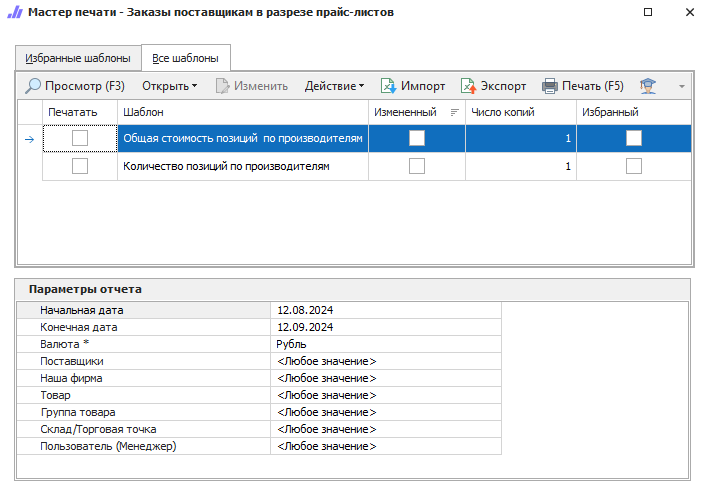 Мастер печати - Заказы поставщикам в разрезе прайс-листов
Избранные шаблоны Все шаблоны
Просмотр (F3) Открыть Изменить Действие Импорт Экспорт Печать (F5)
Печатать Шаблон Измененный Число копий Избранный
Общая стоимость позиций по производителям 1
Количество позиций по производителям 1
Параметры отчета
Начальная дата 12.08.2024
Конечная дата 12.09.2024
Валюта * Рубль
Поставщики <Любое значение>
Наша фирма <Любое значение>
Товар <Любое значение>
Группа товара <Любое значение>
Склад/Торговая точка <Любое значение>
Пользователь (Менеджер) <Любое значение>